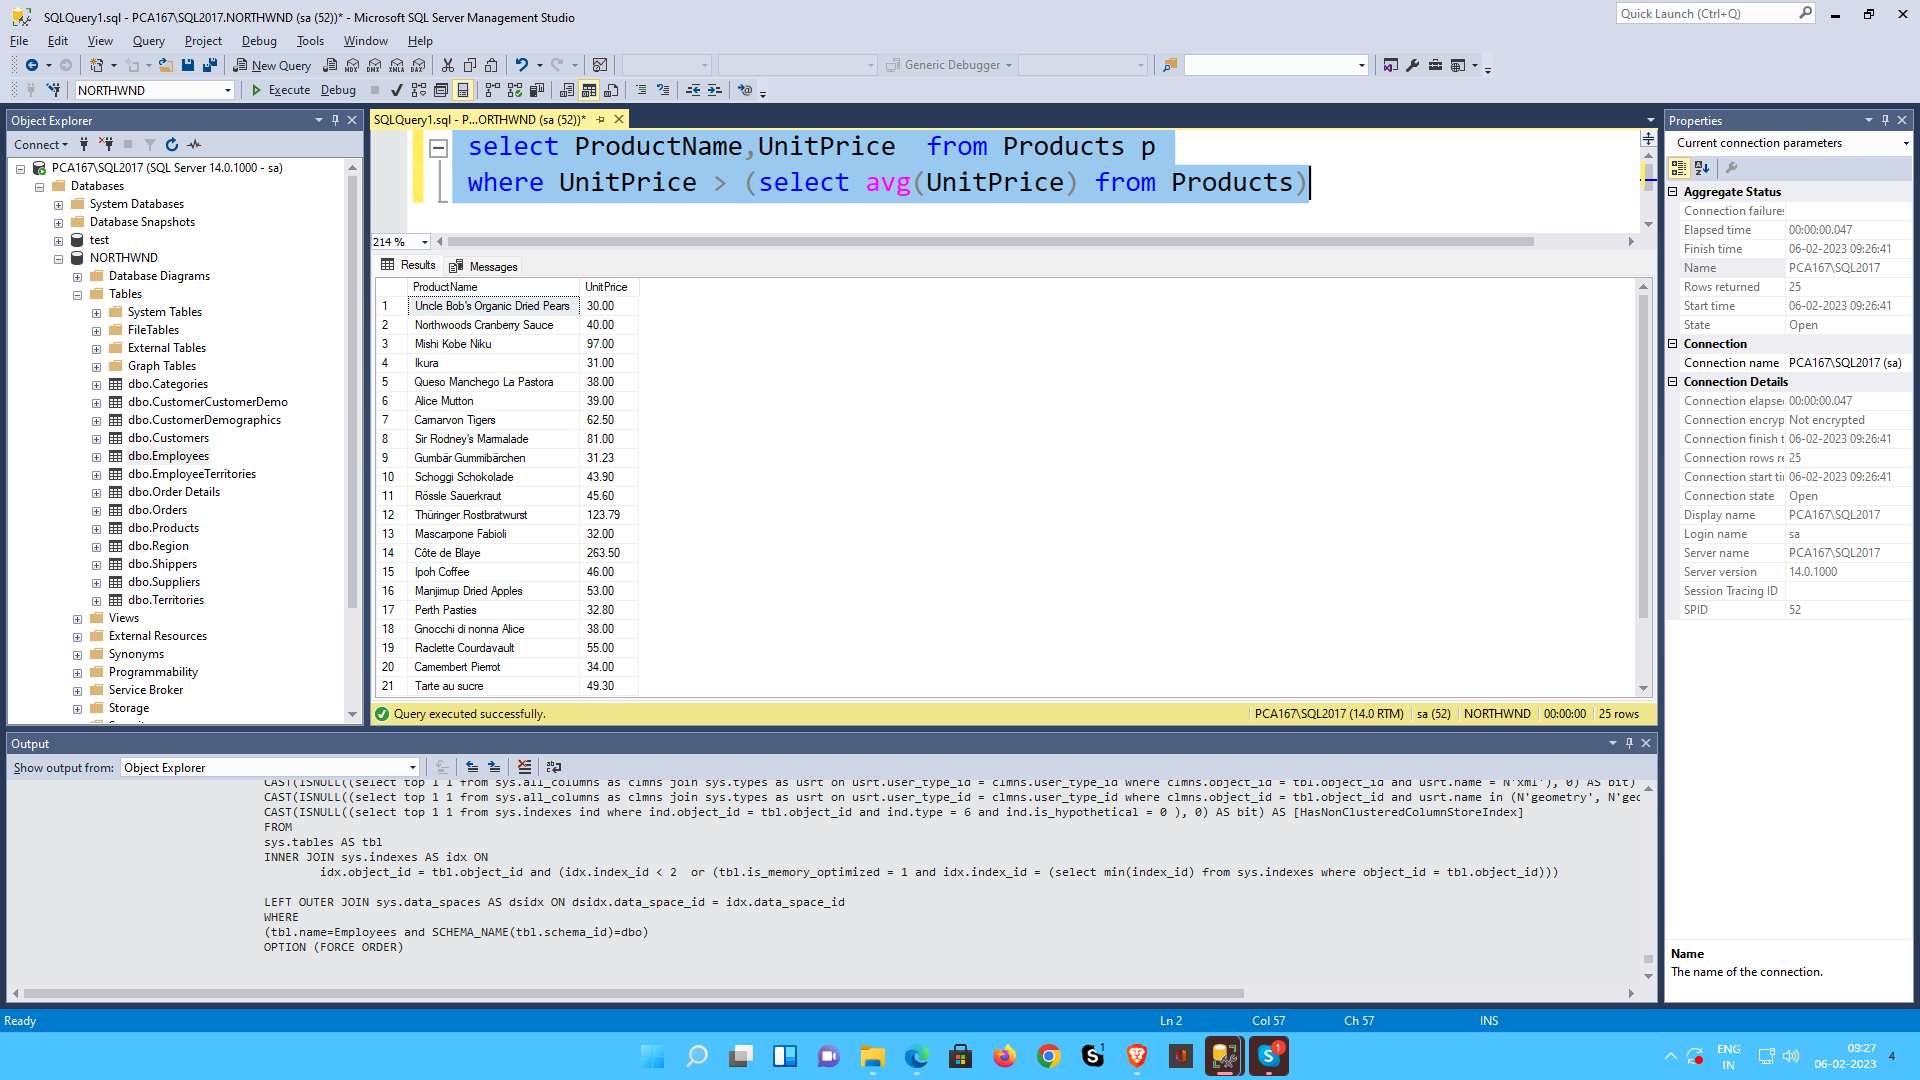 SQLQuery1.sql - PCA167\SQL2017.NORTHWND (sa (52))* - Microsoft SQL Server Management Studio
Quick Launch (Ctrl+Q)
File Edit View Query Project Debug Tools Window Help
New Query
MDX DMX XMLA DAX
Generic Debugger
NORTHWND
Execute Debug
Object Explorer
Connect
PCA167\SQL2017 (SQL Server 14.0.1000 - sa)
Databases
System Databases
Database Snapshots
test
NORTHWND
Database Diagrams
Tables
System Tables
FileTables
External Tables
Graph Tables
dbo.Categories
dbo.CustomerCustomerDemo
dbo.CustomerDemographics
dbo.Customers
dbo.Employees
dbo.EmployeeTerritories
dbo.Order Details
dbo.Orders
dbo.Products
dbo.Region
dbo.Shippers
dbo.Suppliers
dbo.Territories
Views
External Resources
Synonyms
Programmability
Service Broker
Storage
SQLQuery1.sql - P...ORTHWND (sa (52))*
select ProductName,UnitPrice  from Products p
where UnitPrice > (select avg(UnitPrice) from Products)
214 %
Results Messages
ProductName UnitPrice
1 Uncle Bob's Organic Dried Pears 30.00
2 Northwoods Cranberry Sauce 40.00
3 Mishi Kobe Niku 97.00
4 Ikura 31.00
5 Queso Manchego La Pastora 38.00
6 Alice Mutton 39.00
7 Carnarvon Tigers 62.50
8 Sir Rodney's Marmalade 81.00
9 Gumbär Gummibärchen 31.23
10 Schoggi Schokolade 43.90
11 Rössle Sauerkraut 45.60
12 Thüringer Rostbratwurst 123.79
13 Mascarpone Fabioli 32.00
14 Côte de Blaye 263.50
15 Ipoh Coffee 46.00
16 Manjimup Dried Apples 53.00
17 Perth Pasties 32.80
18 Gnocchi di nonna Alice 38.00
19 Raclette Courdavault 55.00
20 Camembert Pierrot 34.00
21 Tarte au sucre 49.30
Query executed successfully.
PCA167\SQL2017 (14.0 RTM) sa (52) NORTHWND 00:00:00 25 rows
Properties
Current connection parameters
Aggregate Status
Connection failures
Elapsed time 00:00:00.047
Finish time 06-02-2023 09:26:41
Name PCA167\SQL2017
Rows returned 25
Start time 06-02-2023 09:26:41
State Open
Connection
Connection name PCA167\SQL2017 (sa)
Connection Details
Connection elapse 00:00:00.047
Connection encryp Not encrypted
Connection finish t 06-02-2023 09:26:41
Connection rows re 25
Connection start ti 06-02-2023 09:26:41
Connection state Open
Display name PCA167\SQL2017
Login name sa
Server name PCA167\SQL2017
Server version 14.0.1000
Session Tracing ID
SPID 52
Name
The name of the connection.
Output
Show output from: Object Explorer
CAST(ISNULL((select top 1 1 from sys.all_columns as clmns join sys.types as usrt on usrt.user_type_id = clmns.user_type_id where clmns.object_id = tbl.object_id and usrt.name = N'xml'), 0) AS bit)
CAST(ISNULL((select top 1 1 from sys.all_columns as clmns join sys.types as usrt on usrt.user_type_id = clmns.user_type_id where clmns.object_id = tbl.object_id and usrt.name in (N'geometry', N'geo
CAST(ISNULL((select top 1 1 from sys.indexes ind where ind.object_id = tbl.object_id and ind.type = 6 and ind.is_hypothetical = 0 ), 0) AS bit) AS [HasNonClusteredColumnStoreIndex]
FROM
sys.tables AS tbl
INNER JOIN sys.indexes AS idx ON
idx.object_id = tbl.object_id and (idx.index_id < 2  or (tbl.is_memory_optimized = 1 and idx.index_id = (select min(index_id) from sys.indexes where object_id = tbl.object_id)))
LEFT OUTER JOIN sys.data_spaces AS dsidx ON dsidx.data_space_id = idx.data_space_id
WHERE
(tbl.name=Employees and SCHEMA_NAME(tbl.schema_id)=dbo)
OPTION (FORCE ORDER)
Ready Ln 2 Col 57 Ch 57 INS
ENG
IN
09:27
06-02-2023
4